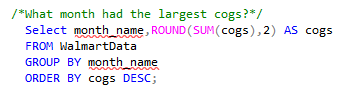 /*What month had the largest cogs?*/
Select month_name,ROUND(SUM(cogs),2) AS cogs
FROM WalmartData
GROUP BY month_name
ORDER BY cogs DESC;